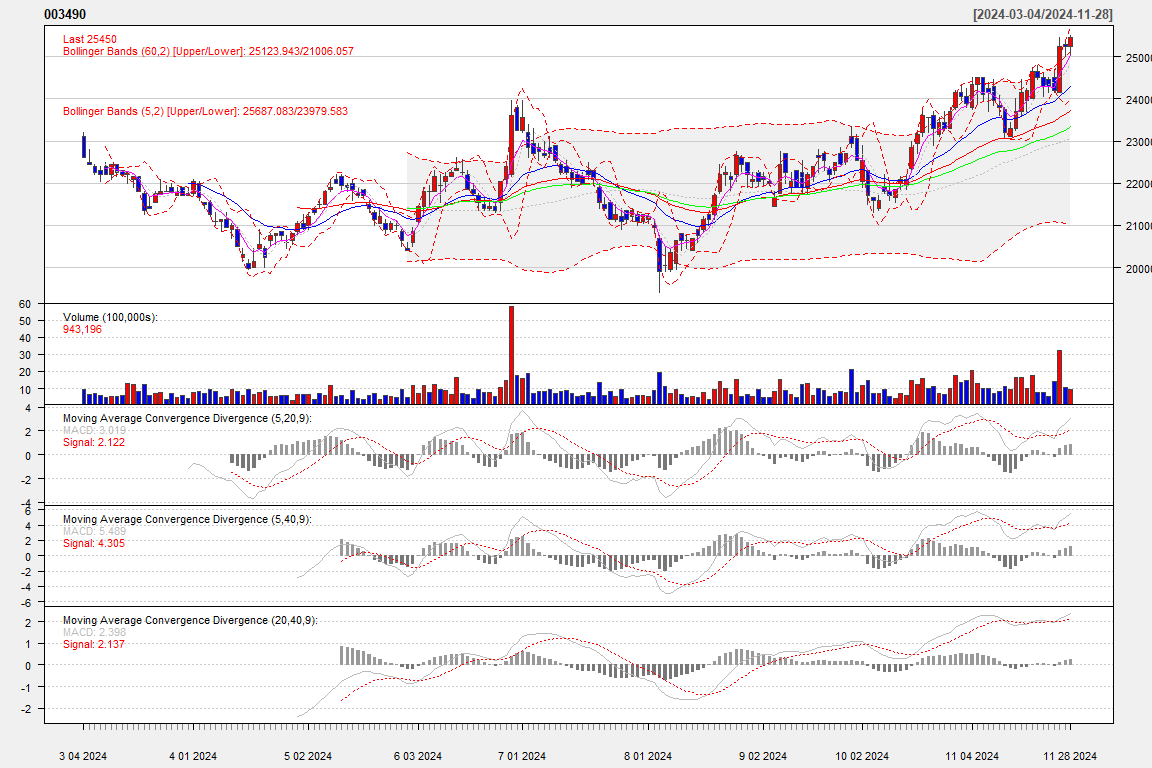 003490 [2024-03-04/2024-11-28]
Last 25450
Bollinger Bands (60,2) [Upper/Lower]: 25123.943/21006.057
Bollinger Bands (5,2) [Upper/Lower]: 25687.083/23979.583
25000
24000
23000
22000
21000
20000
Volume (100,000s):
943,196
60
50
40
30
20
10
Moving Average Convergence Divergence (5,20,9):
MACD: 3.019
Signal: 2.122
4
2
0
-2
-4
Moving Average Convergence Divergence (5,40,9):
MACD: 5.489
Signal: 4.305
6
4
2
0
-2
-4
-6
Moving Average Convergence Divergence (20,40,9):
MACD: 2.398
Signal: 2.137
2
1
0
-1
-2
3 04 2024 4 01 2024 5 02 2024 6 03 2024 7 01 2024 8 01 2024 9 02 2024 10 02 2024 11 04 2024 11 28 2024